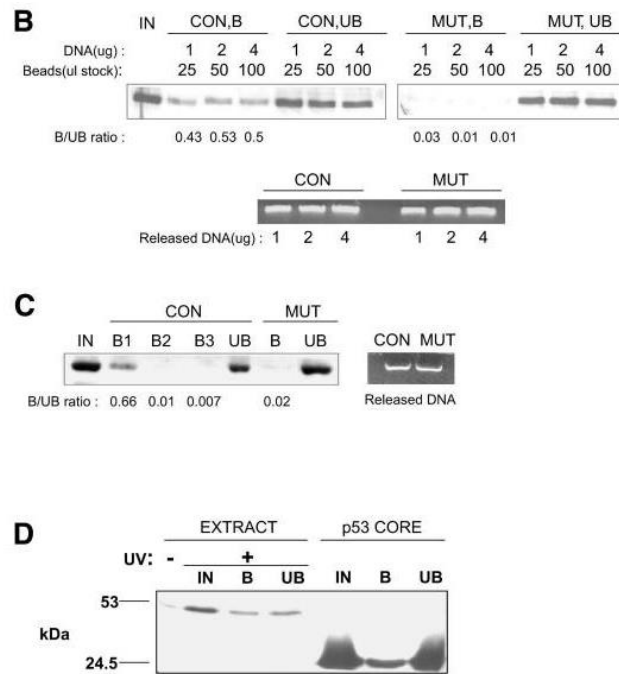 B
IN CON,B CON,UB MUT,B MUT, UB
DNA(ug) : 1 2 4 1 2 4 1 2 4 1 2 4
Beads(ul stock): 25 50 100 25 50 100 25 50 100 25 50 100
B/UB ratio : 0.43 0.53 0.5 0.03 0.01 0.01
CON MUT
Released DNA(ug) : 1 2 4 1 2 4
C
CON MUT
IN B1 B2 B3 UB B UB CON MUT
B/UB ratio : 0.66 0.01 0.007 0.02 Released DNA
D
EXTRACT p53 CORE
UV: - +
IN B UB IN B UB
53
kDa
24.5